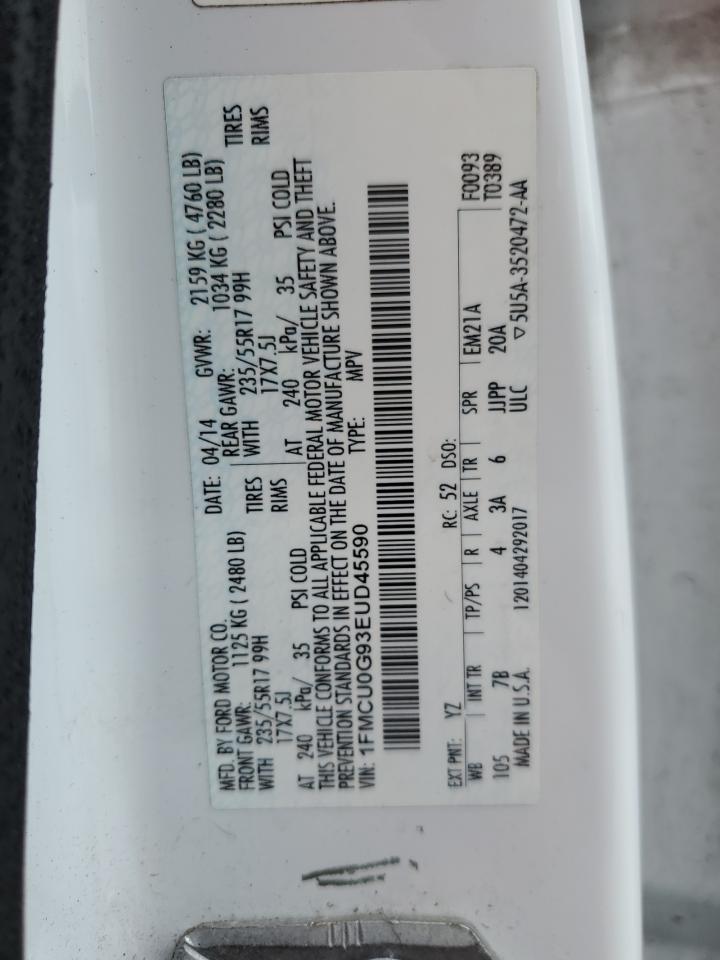 MFD. BY FORD MOTOR CO.
DATE: 04/14 GVWR: 2159 KG ( 4760 LB)
FRONT GAWR: 1125 KG ( 2480 LB) REAR GAWR: 1034 KG ( 2280 LB)
WITH 235/55R17 99H TIRES WITH 235/55R17 99H TIRES
17X7.5J RIMS 17X7.5J RIMS
AT 240 kPa/ 35 PSI COLD AT 240 kPa/ 35 PSI COLD
THIS VEHICLE CONFORMS TO ALL APPLICABLE FEDERAL MOTOR VEHICLE SAFETY AND THEFT
PREVENTION STANDARDS IN EFFECT ON THE DATE OF MANUFACTURE SHOWN ABOVE.
VIN: 1FMCU0G93EUD45590 TYPE: MPV
EXT PNT: YZ RC: 52 DSO: F0093
WB INT TR TP/PS R AXLE TR SPR EM21A T0389
105 7B 4 3A 6 JJPP 20A
MADE IN U.S.A. 1201404292017 ULC ▽5U5A-3520472-AA